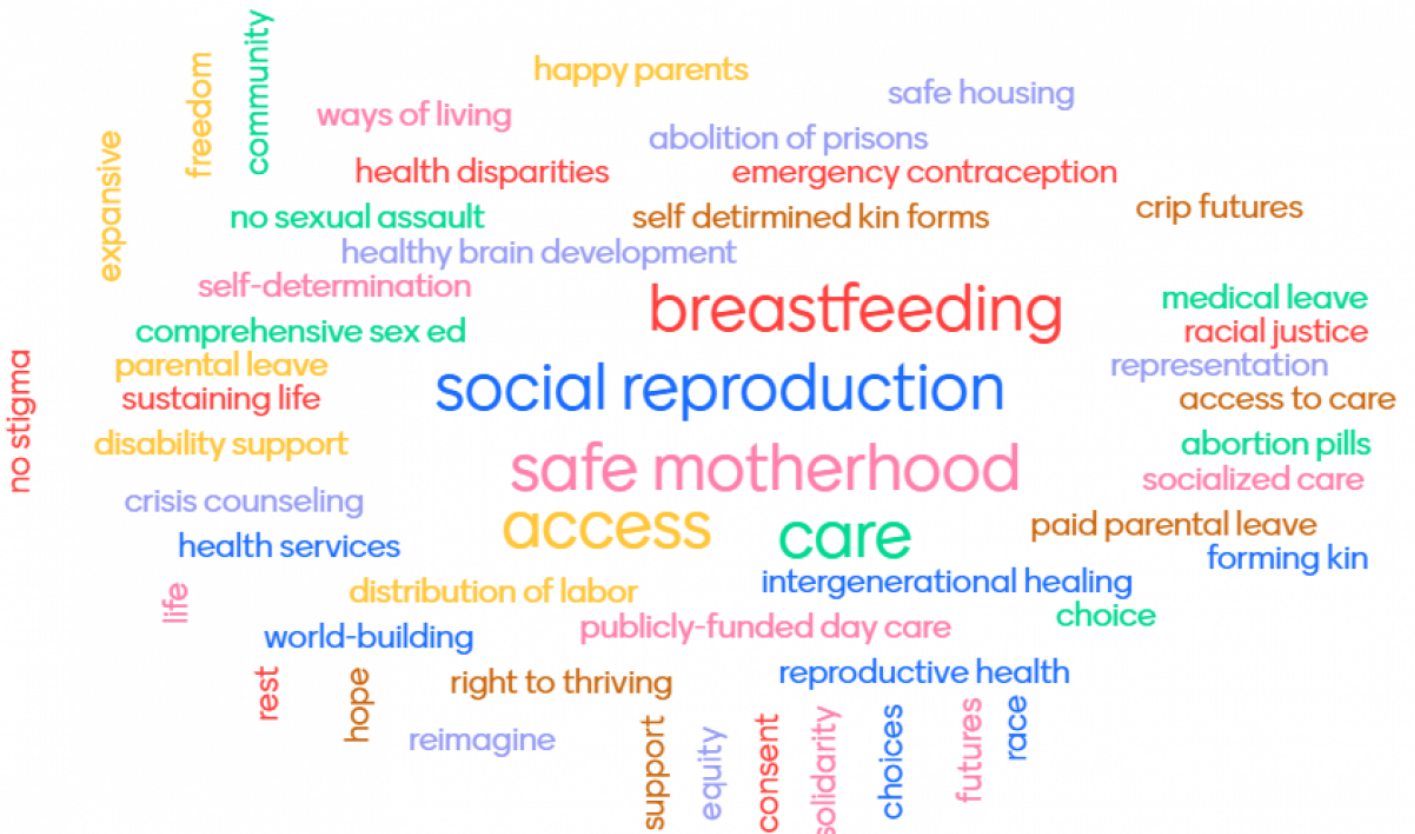 community
freedom
happy parents
safe housing
ways of living
abolition of prisons
expansive
health disparities
emergency contraception
no sexual assault
self detirmined kin forms
crip futures
healthy brain development
self-determination
breastfeeding
medical leave
comprehensive sex ed
racial justice
parental leave
representation
social reproduction
sustaining life
access to care
no stigma
disability support
abortion pills
safe motherhood
socialized care
crisis counseling
access
care
paid parental leave
health services
forming kin
intergenerational healing
life
distribution of labor
choice
world-building
publicly-funded day care
rest
hope
right to thriving
reproductive health
reimagine
support
equity
consent
solidarity
choices
futures
race